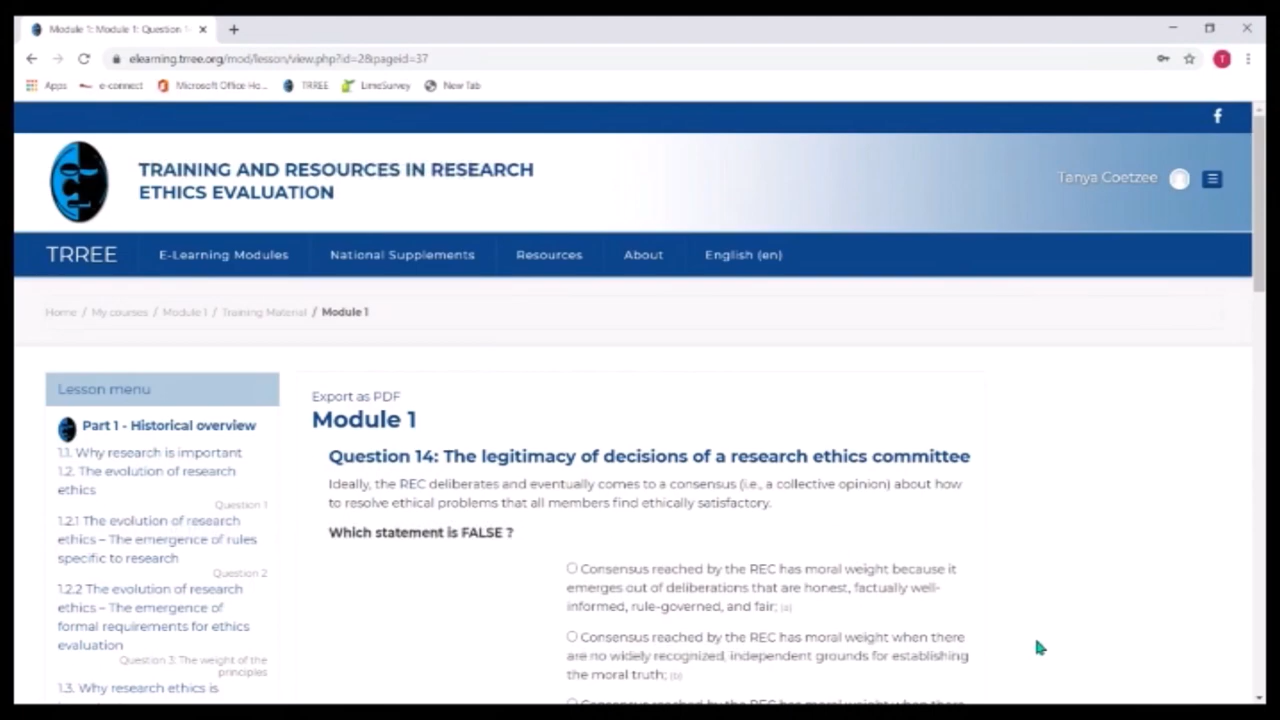 Module 1: Module 1: Question 1
elearning.trree.org/mod/lesson/view.php?id=2&pageid=37
T
Apps e-connect Microsoft Office Ho... TRREE LimeSurvey New Tab
TRAINING AND RESOURCES IN RESEARCH
ETHICS EVALUATION
Tanya Coetzee
TRREE E-Learning Modules National Supplements Resources About English (en)
Home / My courses / Module 1 / Training Material / Module 1
Lesson menu
Part 1 - Historical overview
1.1. Why research is important
1.2. The evolution of research
ethics
Question 1
1.2.1 The evolution of research
ethics – The emergence of rules
specific to research
Question 2
1.2.2 The evolution of research
ethics – The emergence of
formal requirements for ethics
evaluation
Question 3: The weight of the
principles
1.3. Why research ethics is
Export as PDF
Module 1
Question 14: The legitimacy of decisions of a research ethics committee
Ideally, the REC deliberates and eventually comes to a consensus (i.e., a collective opinion) about how
to resolve ethical problems that all members find ethically satisfactory.
Which statement is FALSE ?
Consensus reached by the REC has moral weight because it
emerges out of deliberations that are honest, factually well-
informed, rule-governed, and fair; (a)
Consensus reached by the REC has moral weight when there
are no widely recognized, independent grounds for establishing
the moral truth; (b)